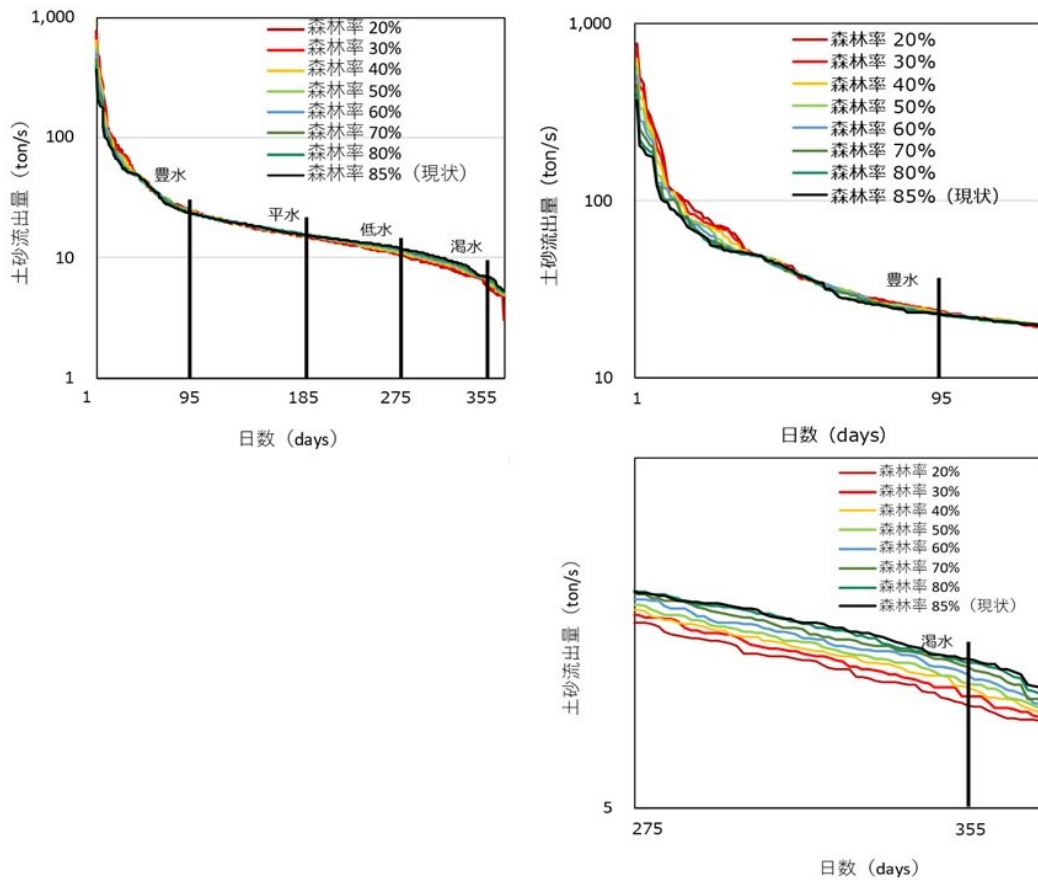 1,000
100
10
1
土砂流出量 (ton/s)
森林率 20%
森林率 30%
森林率 40%
森林率 50%
森林率 60%
森林率 70%
森林率 80%
森林率 85%（現状）
豊水
平水
低水
渇水
1
95
185
275
355
日数（days）
1,000
100
10
土砂流出量（ton/s）
森林率 20%
森林率 30%
森林率 40%
森林率 50%
森林率 60%
森林率 70%
森林率 80%
森林率 85%（現状）
豊水
1
95
日数（days）
土砂流出量（ton/s）
森林率 20%
森林率 30%
森林率 40%
森林率 50%
森林率 60%
森林率 70%
森林率 80%
森林率 85%（現状）
渇水
5
275
355
日数（days）